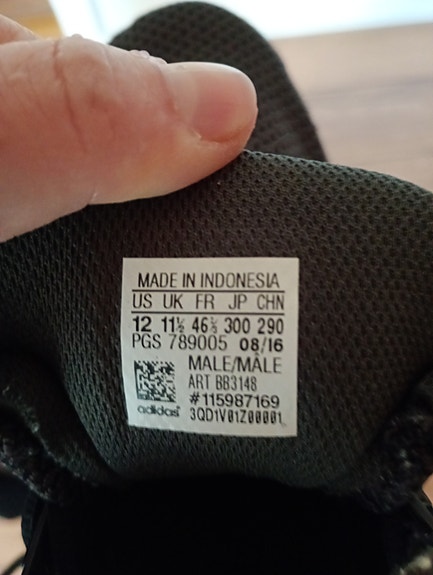 MADE IN INDONESIA
US UK FR JP CHN
12 11½ 46⅔ 300 290
PGS 789005 08/16
MALE/MÂLE
ART BB3148
#115987169
adidas 3QD1V01Z00001